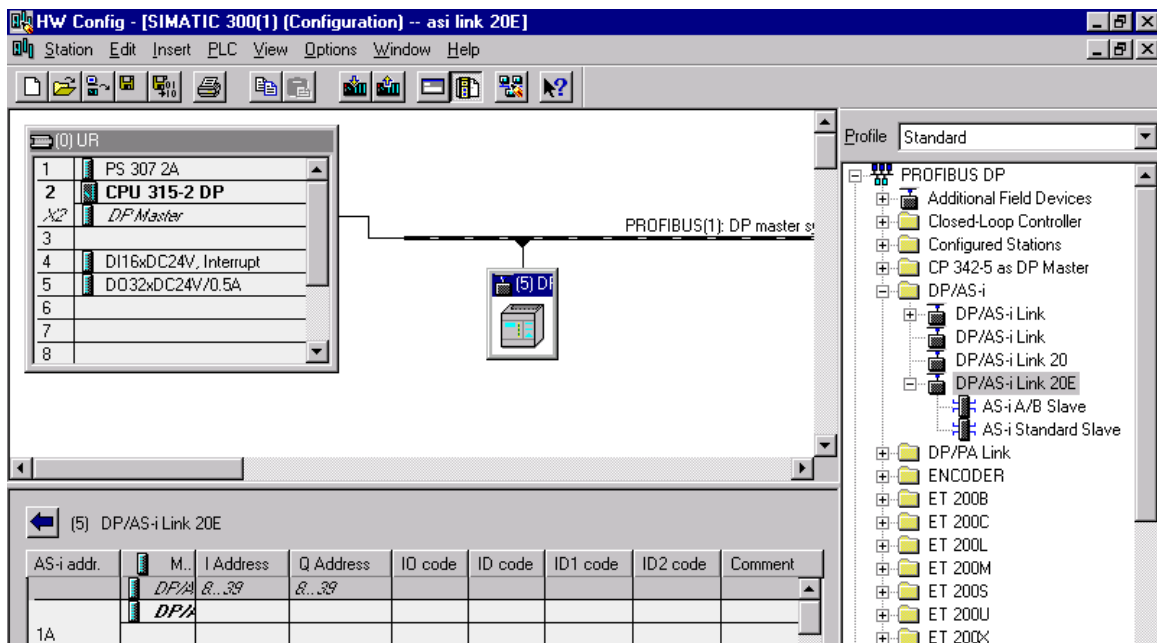 HW Config - [SIMATIC 300(1) (Configuration) -- asi link 20E]
Station Edit Insert PLC View Options Window Help
(0) UR
1 PS 307 2A
2 CPU 315-2 DP
X2 DP Master
3
4 DI16xDC24V, Interrupt
5 DO32xDC24V/0.5A
6
7
8
PROFIBUS(1): DP master
(5) DP
Profile Standard
PROFIBUS DP
Additional Field Devices
Closed-Loop Controller
Configured Stations
CP 342-5 as DP Master
DP/AS-i
DP/AS-i Link
DP/AS-i Link
DP/AS-i Link 20
DP/AS-i Link 20E
AS-i A/B Slave
AS-i Standard Slave
DP/PA Link
ENCODER
ET 200B
ET 200C
ET 200L
ET 200M
ET 200S
ET 200U
ET 200X
(5) DP/AS-i Link 20E
AS-i addr. M.. I Address Q Address IO code ID code ID1 code ID2 code Comment
DP/A 8...39 8...39
DP/A
1A